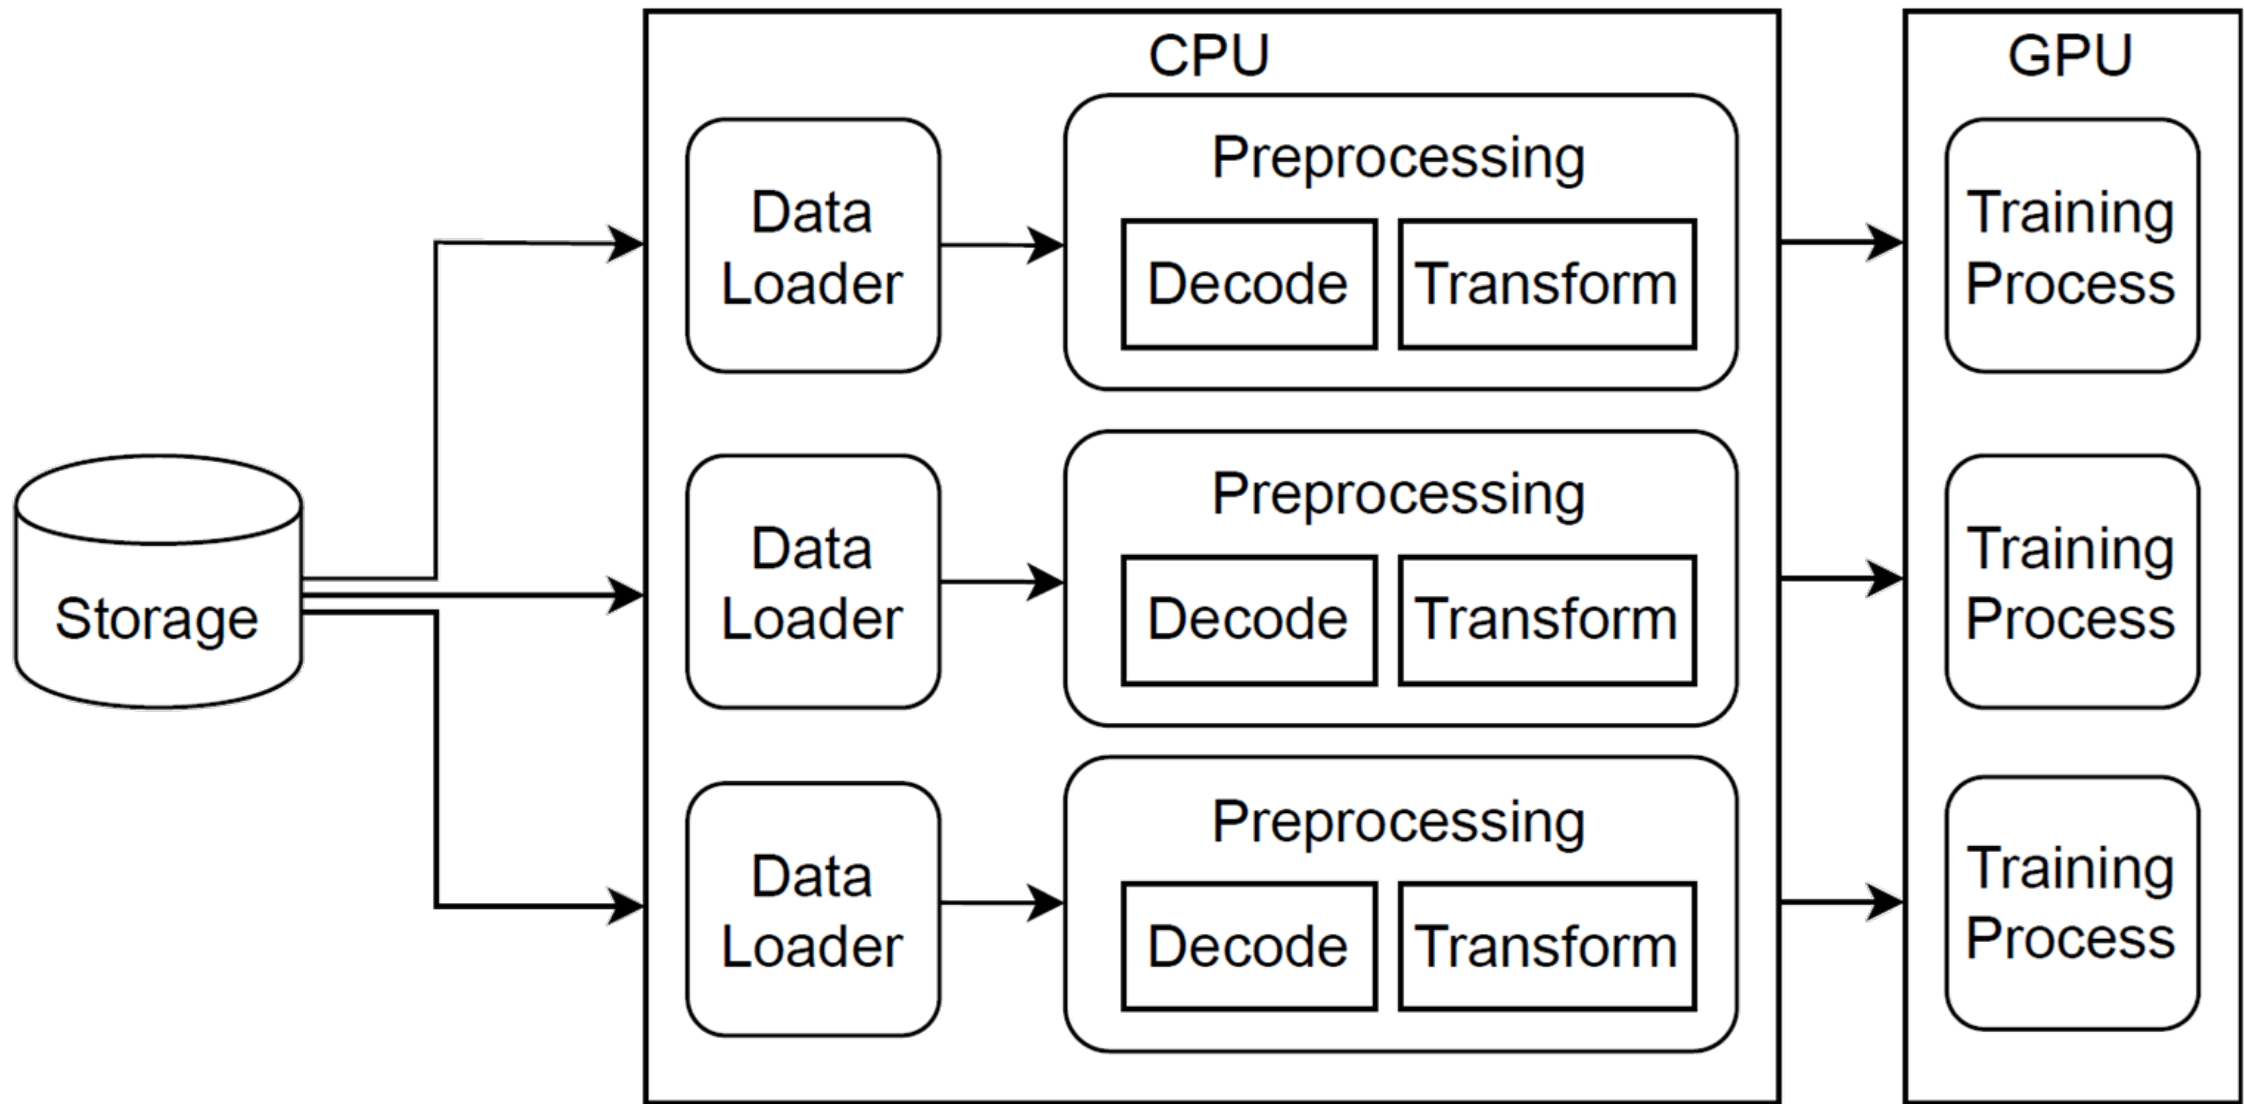 CPU
GPU
Preprocessing
Data
Loader
Decode
Transform
Training
Process
Storage
Preprocessing
Data
Loader
Decode
Transform
Training
Process
Preprocessing
Data
Loader
Decode
Transform
Training
Process